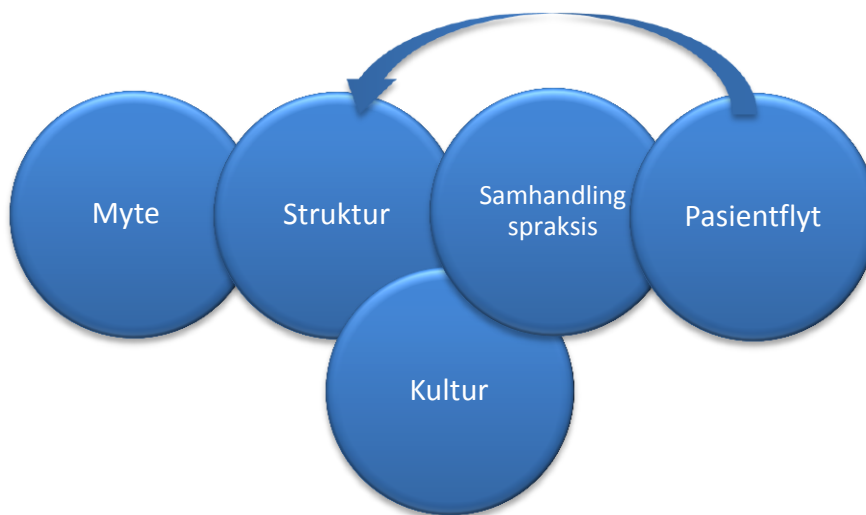 Myte
Struktur
Samhandling
spraksis
Pasientflyt
Kultur